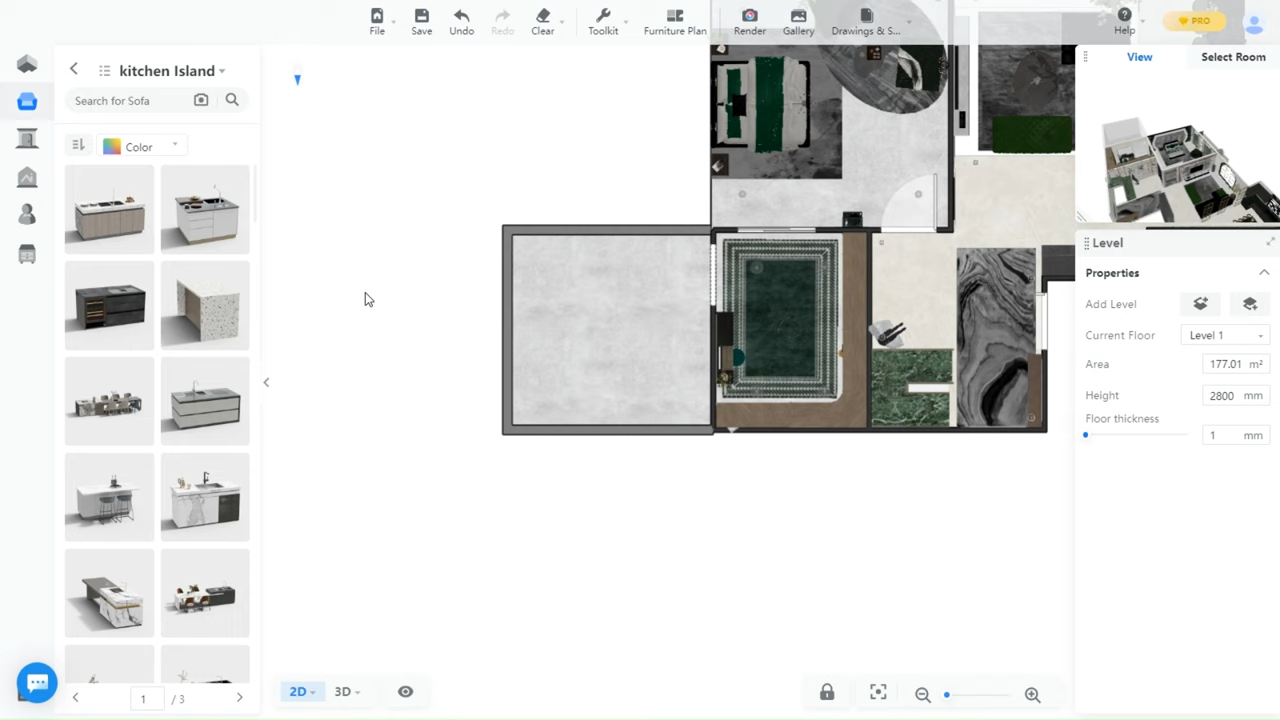 File
Save
Undo
Redo
Clear
Toolkit
Furniture Plan
Render
Gallery
Drawings & S...
Help
PRO
kitchen Island
Search for Sofa
Color
1 / 3
2D
3D
View
Select Room
Level
Properties
Add Level
Current Floor
Level 1
Area
177.01 m²
Height
2800 mm
Floor thickness
1 mm